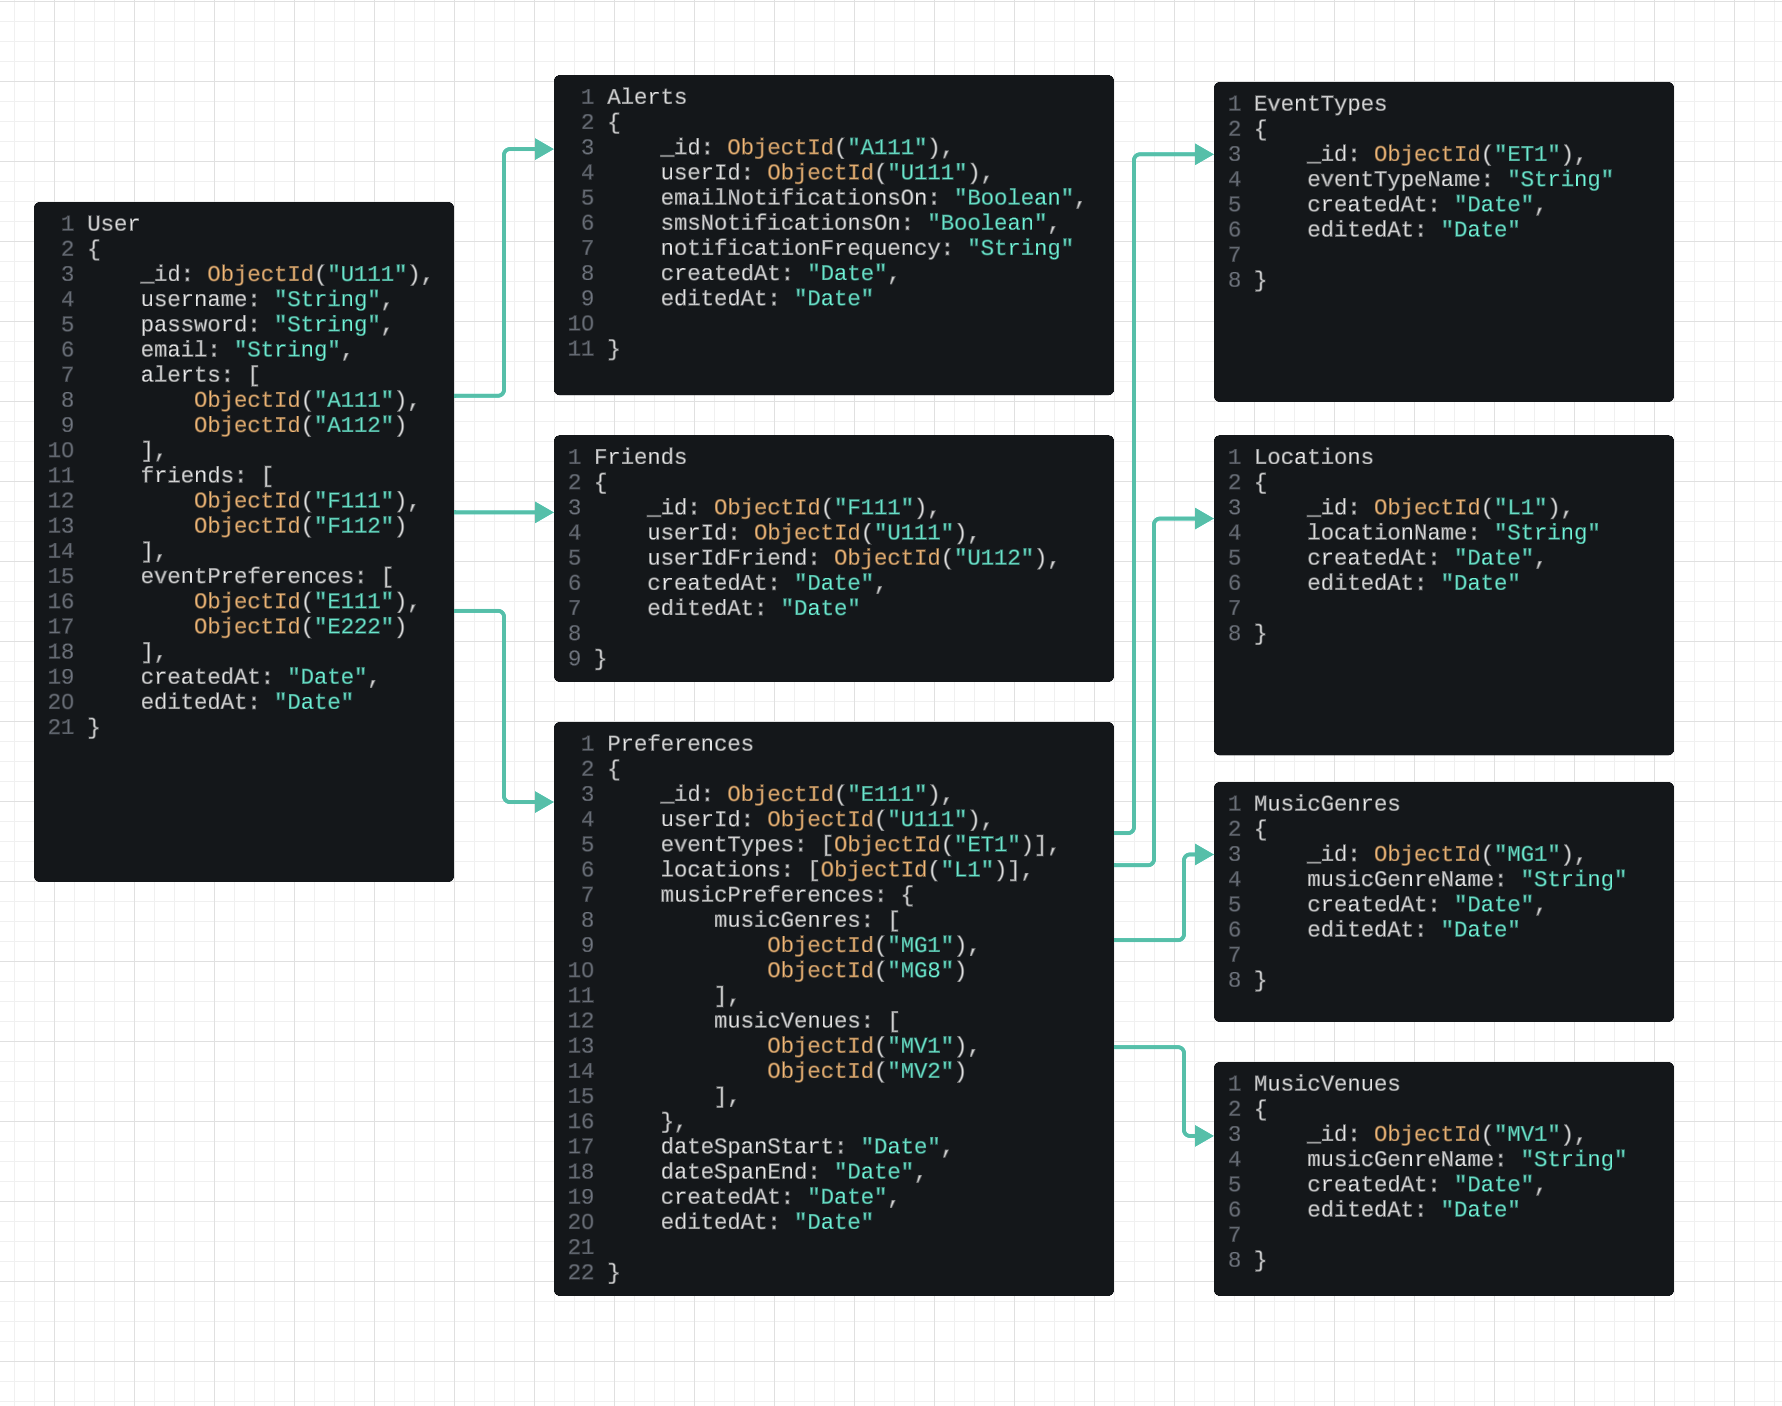 1 User
2 {
3     _id: ObjectId("U111"),
4     username: "String",
5     password: "String",
6     email: "String",
7     alerts: [
8         ObjectId("A111"),
9         ObjectId("A112")
10     ],
11     friends: [
12         ObjectId("F111"),
13         ObjectId("F112")
14     ],
15     eventPreferences: [
16         ObjectId("E111"),
17         ObjectId("E222")
18     ],
19     createdAt: "Date",
20     editedAt: "Date"
21 }
1 Alerts
2 {
3     _id: ObjectId("A111"),
4     userId: ObjectId("U111"),
5     emailNotificationsOn: "Boolean",
6     smsNotificationsOn: "Boolean",
7     notificationFrequency: "String"
8     createdAt: "Date",
9     editedAt: "Date"
10
11 }
1 Friends
2 {
3     _id: ObjectId("F111"),
4     userId: ObjectId("U111"),
5     userIdFriend: ObjectId("U112"),
6     createdAt: "Date",
7     editedAt: "Date"
8
9 }
1 Preferences
2 {
3     _id: ObjectId("E111"),
4     userId: ObjectId("U111"),
5     eventTypes: [ObjectId("ET1")],
6     locations: [ObjectId("L1")],
7     musicPreferences: {
8         musicGenres: [
9             ObjectId("MG1"),
10             ObjectId("MG8")
11         ],
12         musicVenues: [
13             ObjectId("MV1"),
14             ObjectId("MV2")
15         ],
16     },
17     dateSpanStart: "Date",
18     dateSpanEnd: "Date",
19     createdAt: "Date",
20     editedAt: "Date"
21
22 }
1 EventTypes
2 {
3     _id: ObjectId("ET1"),
4     eventTypeName: "String"
5     createdAt: "Date",
6     editedAt: "Date"
7
8 }
1 Locations
2 {
3     _id: ObjectId("L1"),
4     locationName: "String"
5     createdAt: "Date",
6     editedAt: "Date"
7
8 }
1 MusicGenres
2 {
3     _id: ObjectId("MG1"),
4     musicGenreName: "String"
5     createdAt: "Date",
6     editedAt: "Date"
7
8 }
1 MusicVenues
2 {
3     _id: ObjectId("MV1"),
4     musicGenreName: "String"
5     createdAt: "Date",
6     editedAt: "Date"
7
8 }